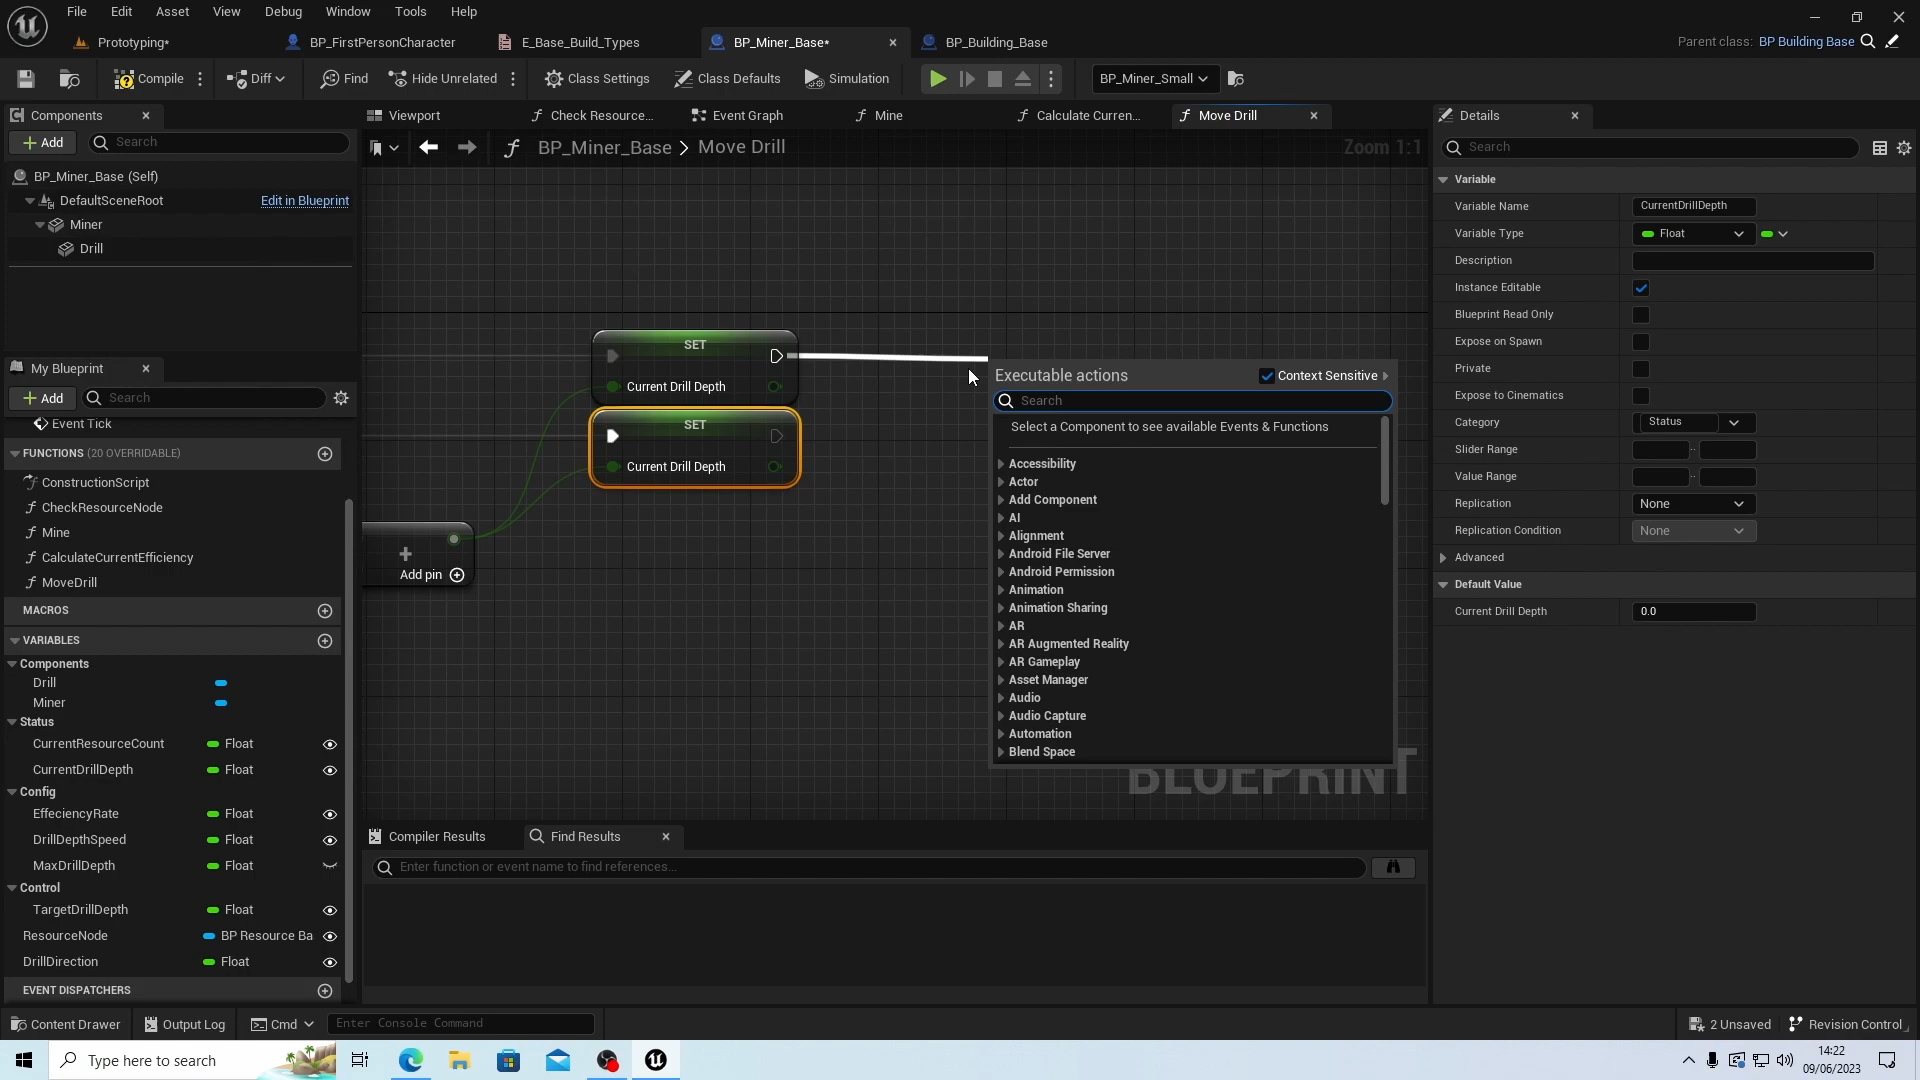 File Edit Asset View Debug Window Tools Help
Prototyping* BP_FirstPersonCharacter E_Base_Build_Types BP_Miner_Base* BP_Building_Base Parent class: BP Building Base
Compile Diff Find Hide Unrelated Class Settings Class Defaults Simulation BP_Miner_Small
Components
Add Search
BP_Miner_Base (Self)
DefaultSceneRoot Edit in Blueprint
Miner
Drill
My Blueprint
Add Search
Event Tick
FUNCTIONS (20 OVERRIDABLE)
ConstructionScript
CheckResourceNode
Mine
CalculateCurrentEfficiency
MoveDrill
MACROS
VARIABLES
Components
Drill
Miner
Status
CurrentResourceCount Float
CurrentDrillDepth Float
Config
EffeciencyRate Float
DrillDepthSpeed Float
MaxDrillDepth Float
Control
TargetDrillDepth Float
ResourceNode BP Resource Ba
DrillDirection Float
EVENT DISPATCHERS
Viewport Check Resource... Event Graph Mine Calculate Curren... Move Drill
BP_Miner_Base > Move Drill Zoom 1:1
SET
Current Drill Depth
SET
Current Drill Depth
Add pin
Executable actions Context Sensitive
Search
Select a Component to see available Events & Functions
Accessibility
Actor
Add Component
AI
Alignment
Android File Server
Android Permission
Animation
Animation Sharing
AR
AR Augmented Reality
AR Gameplay
Asset Manager
Audio
Audio Capture
Automation
Blend Space
BLUEPRINT
Compiler Results Find Results
Enter function or event name to find references...
Details
Search
Variable
Variable Name CurrentDrillDepth
Variable Type Float
Description
Instance Editable
Blueprint Read Only
Expose on Spawn
Private
Expose to Cinematics
Category Status
Slider Range
Value Range
Replication None
Replication Condition None
Advanced
Default Value
Current Drill Depth 0.0
Content Drawer Output Log Cmd Enter Console Command 2 Unsaved Revision Control
Type here to search 14:22
09/06/2023